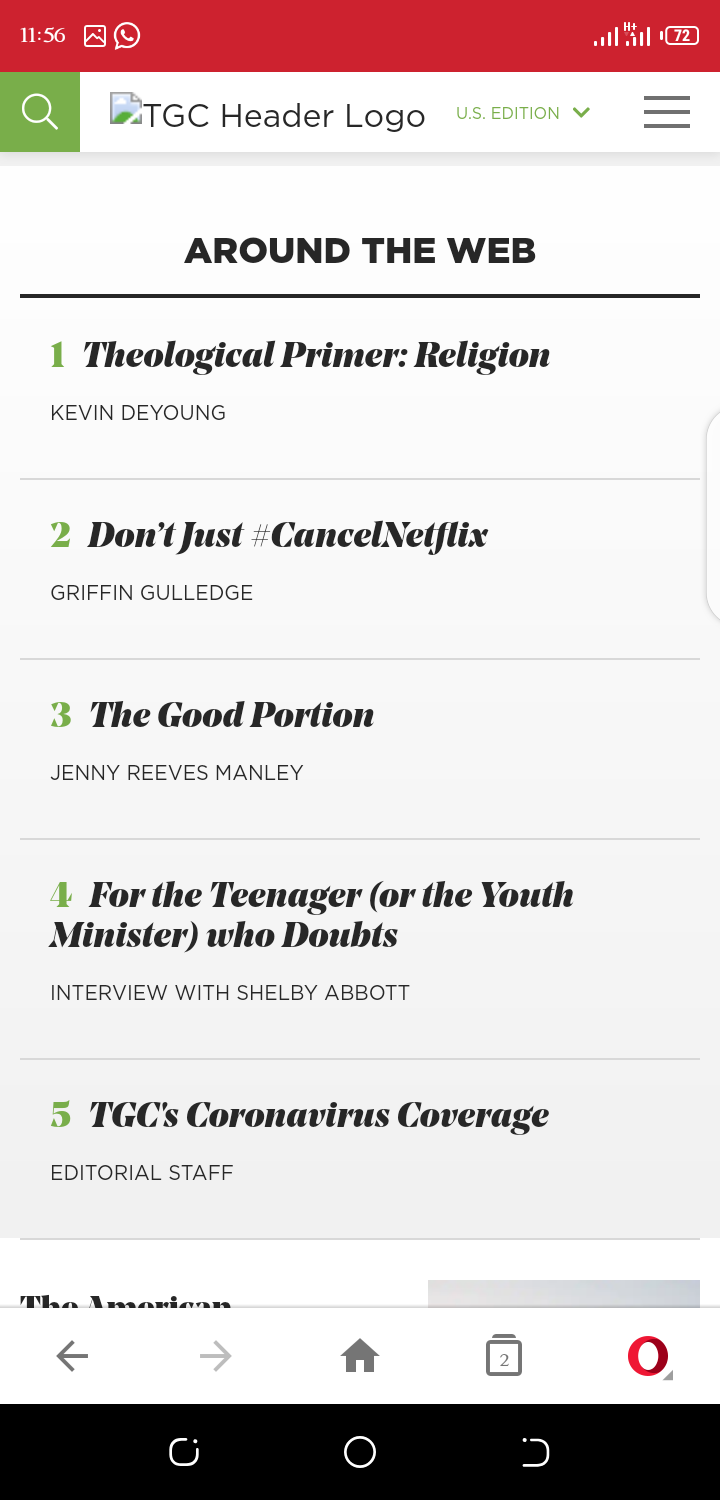 11:56
H+
72
TGC Header Logo
U.S. EDITION
AROUND THE WEB
1 Theological Primer: Religion
KEVIN DEYOUNG
2 Don’t Just #CancelNetflix
GRIFFIN GULLEDGE
3 The Good Portion
JENNY REEVES MANLEY
4 For the Teenager (or the Youth
Minister) who Doubts
INTERVIEW WITH SHELBY ABBOTT
5 TGC's Coronavirus Coverage
EDITORIAL STAFF
The American
2